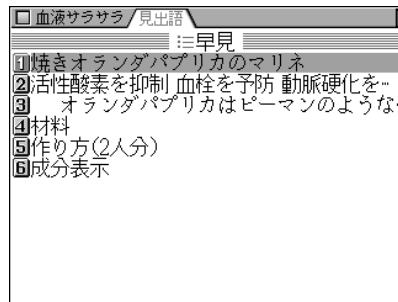 血液サラサラ 見出語
早見
1 焼きオランダパプリカのマリネ
2 活性酸素を抑制 血栓を予防 動脈硬化を…
3 オランダパプリカはピーマンのような
4 材料
5 作り方(2人分)
6 成分表示